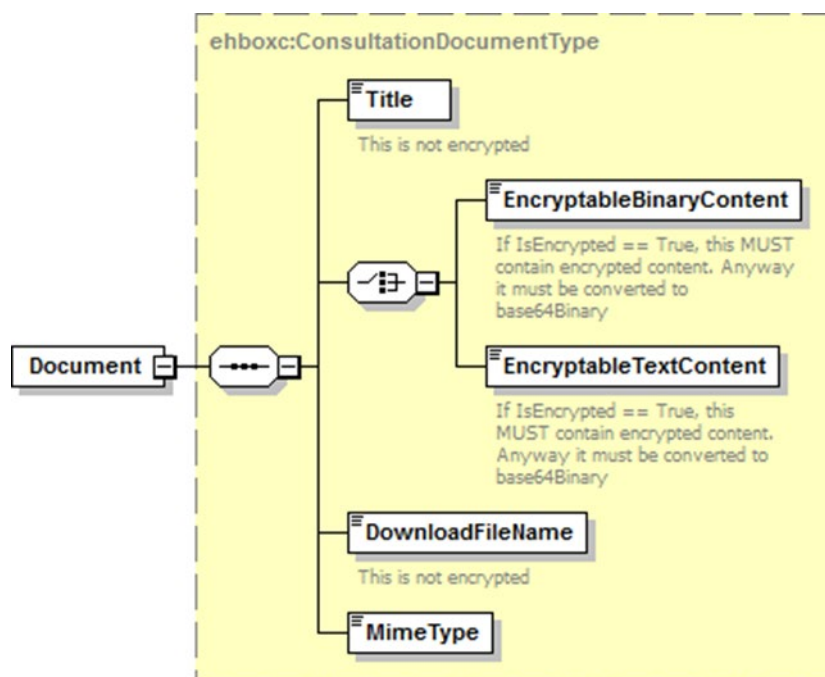 ehboxc:ConsultationDocumentType
Title
This is not encrypted
EncryptableBinaryContent
If IsEncrypted == True, this MUST
contain encrypted content. Anyway
it must be converted to
base64Binary
Document
EncryptableTextContent
If IsEncrypted == True, this
MUST contain encrypted content.
Anyway it must be converted to
base64Binary
DownloadFileName
This is not encrypted
MimeType